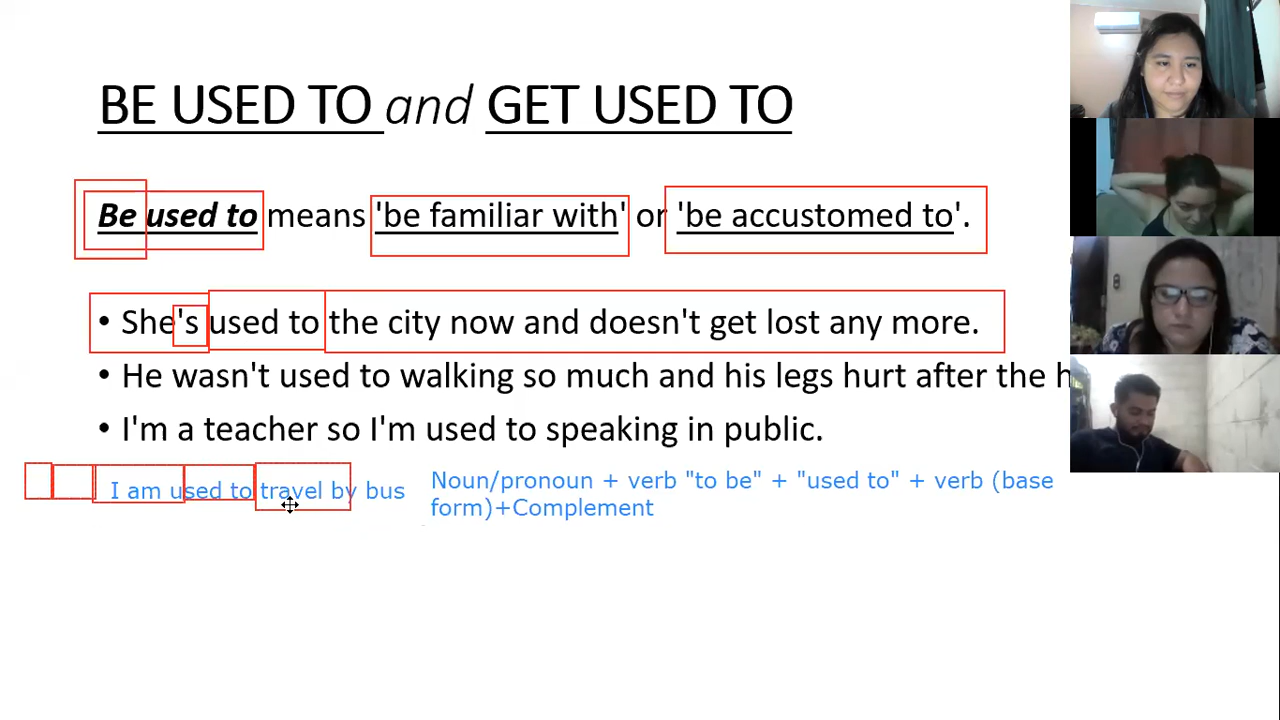 BE USED TO and GET USED TO
Be used to means 'be familiar with' or 'be accustomed to'.
• She's used to the city now and doesn't get lost any more.
• He wasn't used to walking so much and his legs hurt after the h
• I'm a teacher so I'm used to speaking in public.
I am used to travel by bus
Noun/pronoun + verb "to be" + "used to" + verb (base
form)+Complement